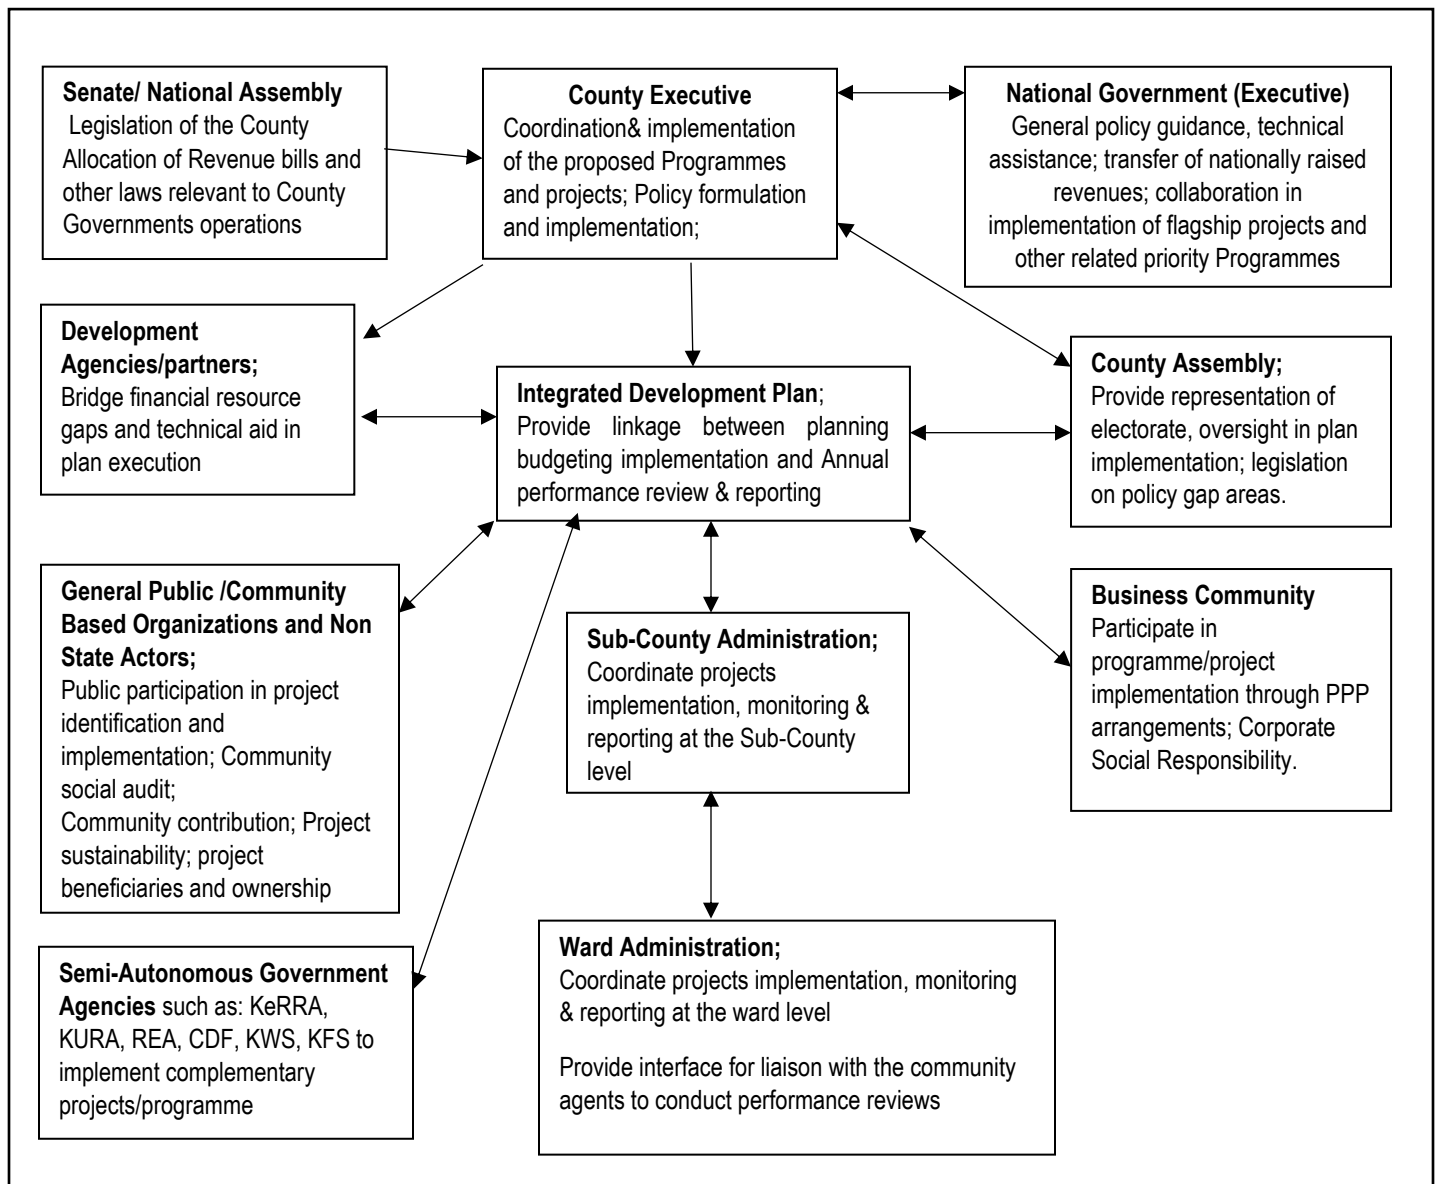 Senate/ National Assembly
Legislation of the County
Allocation of Revenue bills and
other laws relevant to County
Governments operations
County Executive
Coordination& implementation
of the proposed Programmes
and projects; Policy formulation
and implementation;
National Government (Executive)
General policy guidance, technical
assistance; transfer of nationally raised
revenues; collaboration in
implementation of flagship projects and
other related priority Programmes
Development
Agencies/partners;
Bridge financial resource
gaps and technical aid in
plan execution
Integrated Development Plan;
Provide linkage between planning
budgeting implementation and Annual
performance review & reporting
County Assembly;
Provide representation of
electorate, oversight in plan
implementation; legislation
on policy gap areas.
General Public /Community
Based Organizations and Non
State Actors;
Public participation in project
identification and
implementation; Community
social audit;
Community contribution; Project
sustainability; project
beneficiaries and ownership
Sub-County Administration;
Coordinate projects
implementation, monitoring &
reporting at the Sub-County
level
Business Community
Participate in
programme/project
implementation through PPP
arrangements; Corporate
Social Responsibility.
Semi-Autonomous Government
Agencies such as: KeRRA,
KURA, REA, CDF, KWS, KFS to
implement complementary
projects/programme
Ward Administration;
Coordinate projects implementation, monitoring
& reporting at the ward level
Provide interface for liaison with the community
agents to conduct performance reviews